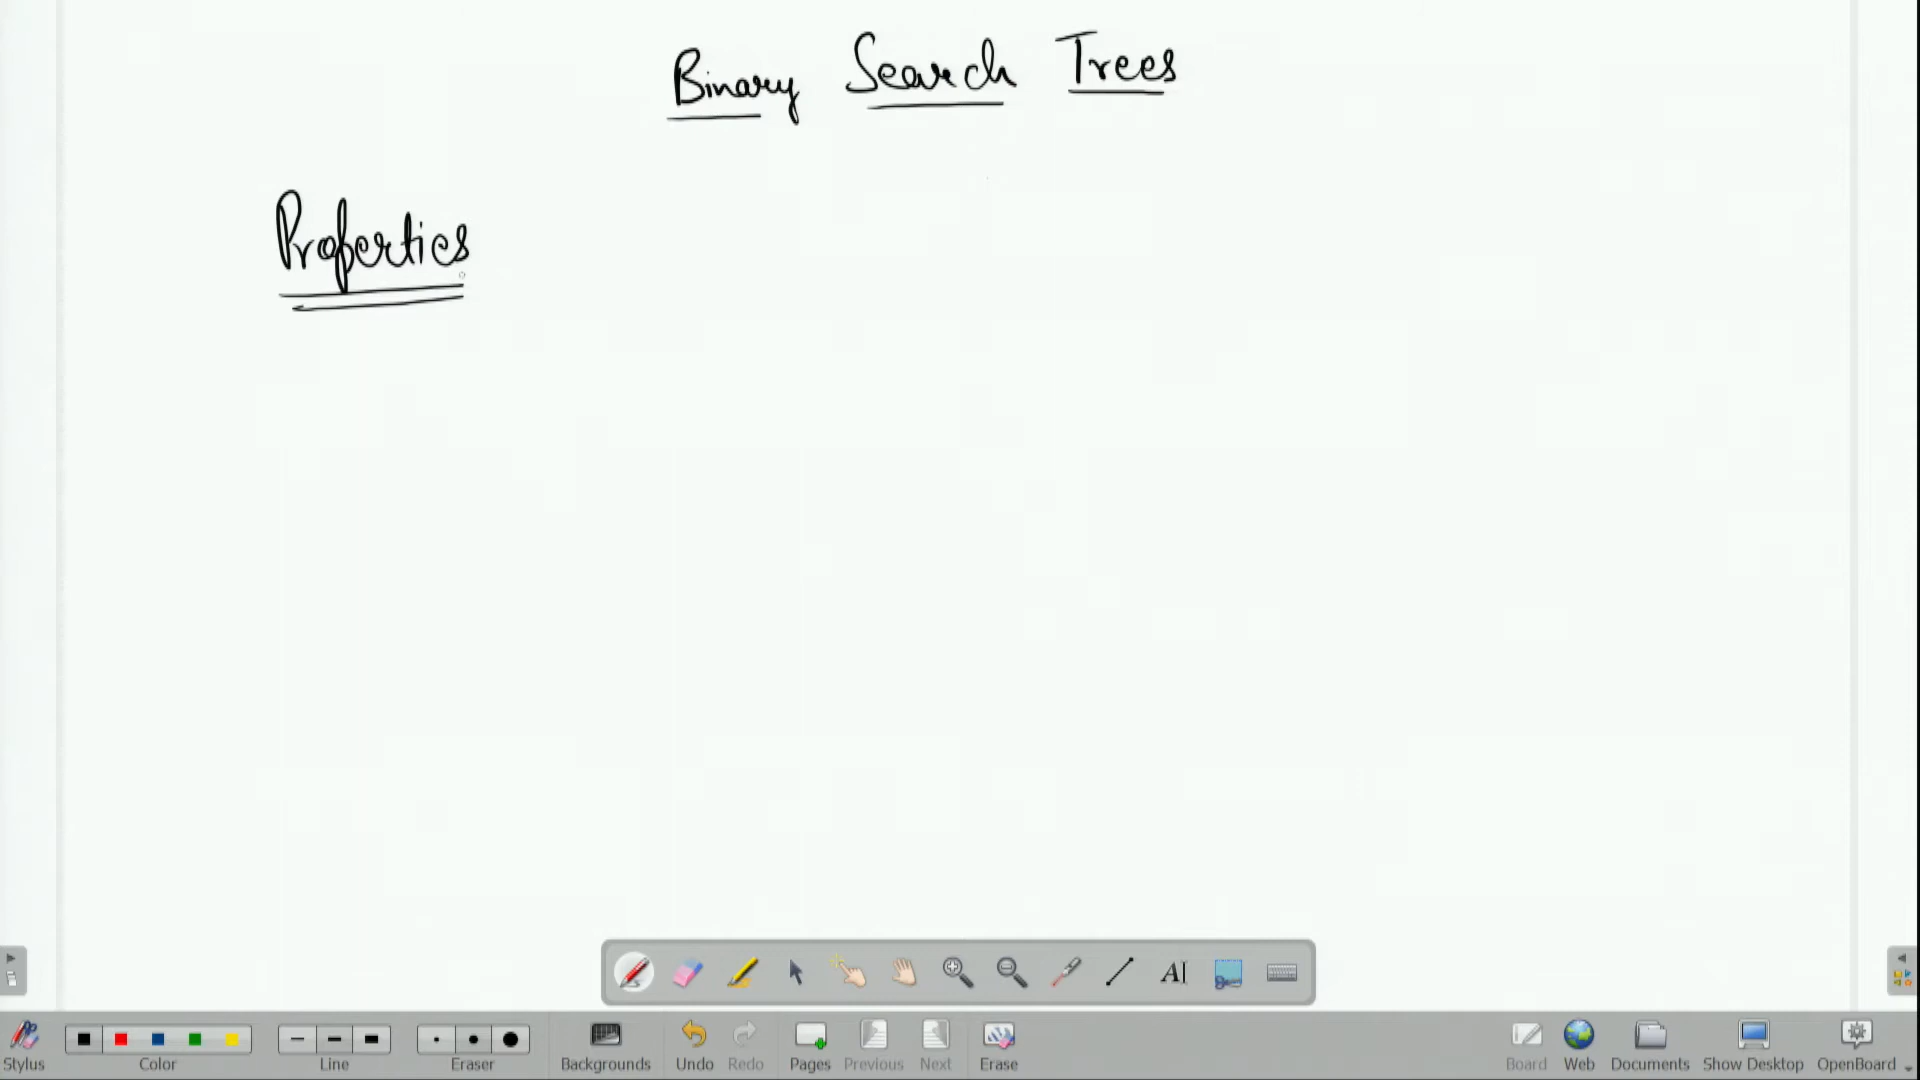 Binary Search Trees
Properties
AI
Stylus
Color
Line
Eraser
Backgrounds
Undo
Redo
Pages
Previous
Next
Erase
Board
Web
Documents
Show Desktop
OpenBoard